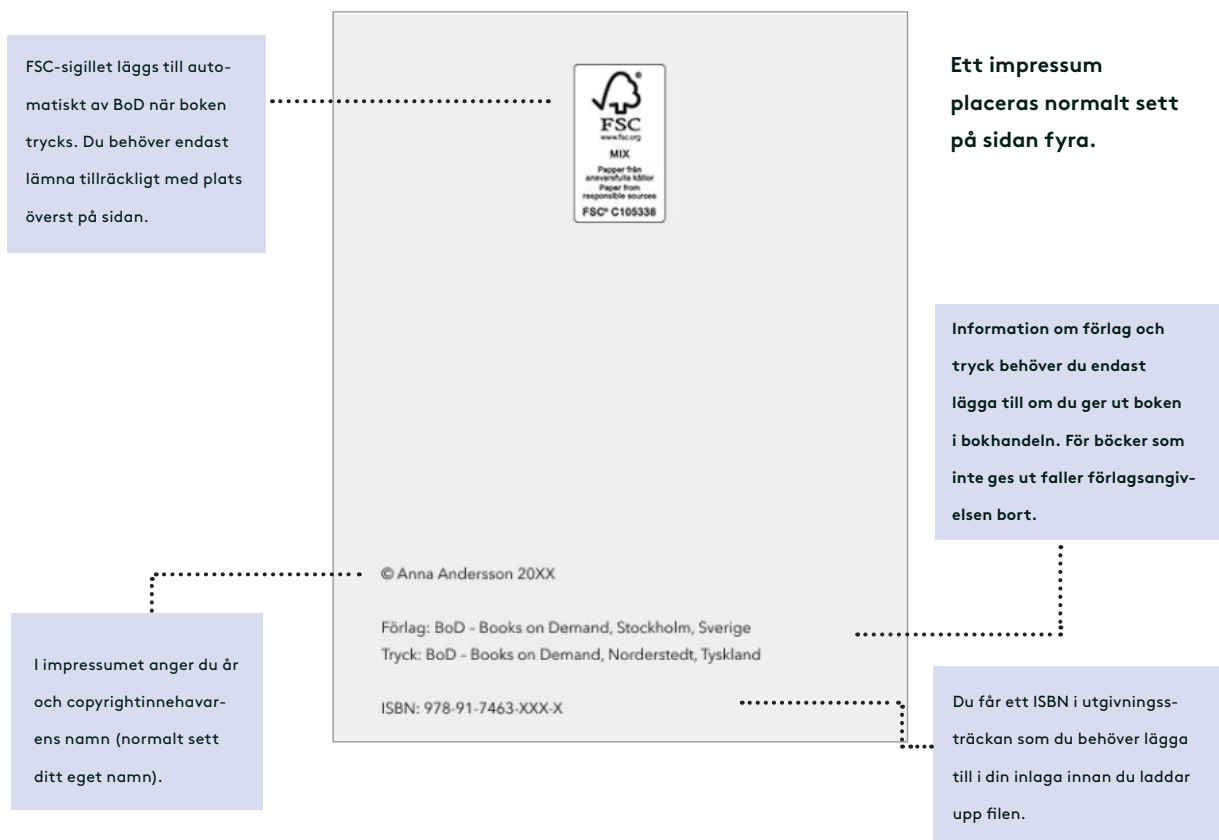 FSC-sigillet läggs till auto-
matiskt av BoD när boken
trycks. Du behöver endast
lämna tillräckligt med plats
överst på sidan.
®
FSC
www.fsc.org
MIX
Papper från
ansvarsfulla källor
Paper from
responsible sources
FSC® C105338
Ett impressum
placeras normalt sett
på sidan fyra.
Information om förlag och
tryck behöver du endast
lägga till om du ger ut boken
i bokhandeln. För böcker som
inte ges ut faller förlagsangiv-
elsen bort.
© Anna Andersson 20XX
Förlag: BoD – Books on Demand, Stockholm, Sverige
Tryck: BoD – Books on Demand, Norderstedt, Tyskland
ISBN: 978-91-7463-XXX-X
I impressumet anger du år
och copyrightinnehavar-
ens namn (normalt sett
ditt eget namn).
Du får ett ISBN i utgivningss-
träckan som du behöver lägga
till i din inlaga innan du laddar
upp filen.